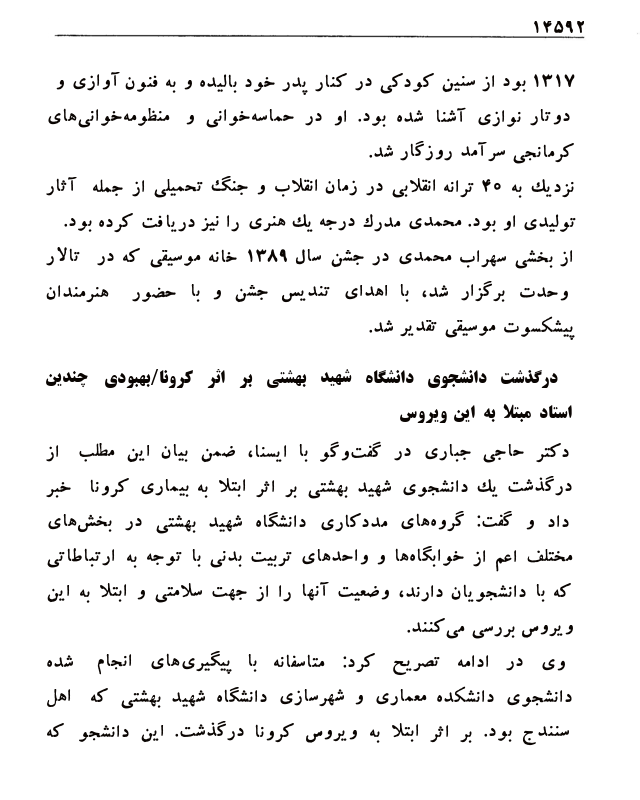 ۱۴۵۹۲
۱۳۱۷ بود از سنین کودکی در کنار پدر خود بالیده و به فنون آوازی و
دوتار نوازی آشنا شده بود. او در حماسه‌خوانی و منظومه‌خوانی‌های
کرمانجی سرآمد روزگار شد.
نزدیك به ۴۰ ترانه انقلابی در زمان انقلاب و جنگ تحمیلی از جمله آثار
تولیدی او بود. محمدی مدرك درجه یك هنری را نیز دریافت کرده بود.
از بخشی سهراب محمدی در جشن سال ۱۳۸۹ خانه موسیقی که در تالار
وحدت برگزار شد، با اهدای تندیس جشن و با حضور هنرمندان
پیشکسوت موسیقی تقدیر شد.
درگذشت دانشجوی دانشگاه شهید بهشتی بر اثر کرونا/بهبودی چندین
استاد مبتلا به این ویروس
دکتر حاجی جباری در گفت‌وگو با ایسنا، ضمن بیان این مطلب از
درگذشت یك دانشجوی شهید بهشتی بر اثر ابتلا به بیماری کرونا خبر
داد و گفت: گروه‌های مددکاری دانشگاه شهید بهشتی در بخش‌های
مختلف اعم از خوابگاه‌ها و واحدهای تربیت بدنی با توجه به ارتباطاتی
که با دانشجویان دارند، وضعیت آنها را از جهت سلامتی و ابتلا به این
ویروس بررسی می‌کنند.
وی در ادامه تصریح کرد: متاسفانه با پیگیری‌های انجام شده
دانشجوی دانشکده معماری و شهرسازی دانشگاه شهید بهشتی که اهل
سنندج بود. بر اثر ابتلا به ویروس کرونا درگذشت. این دانشجو که